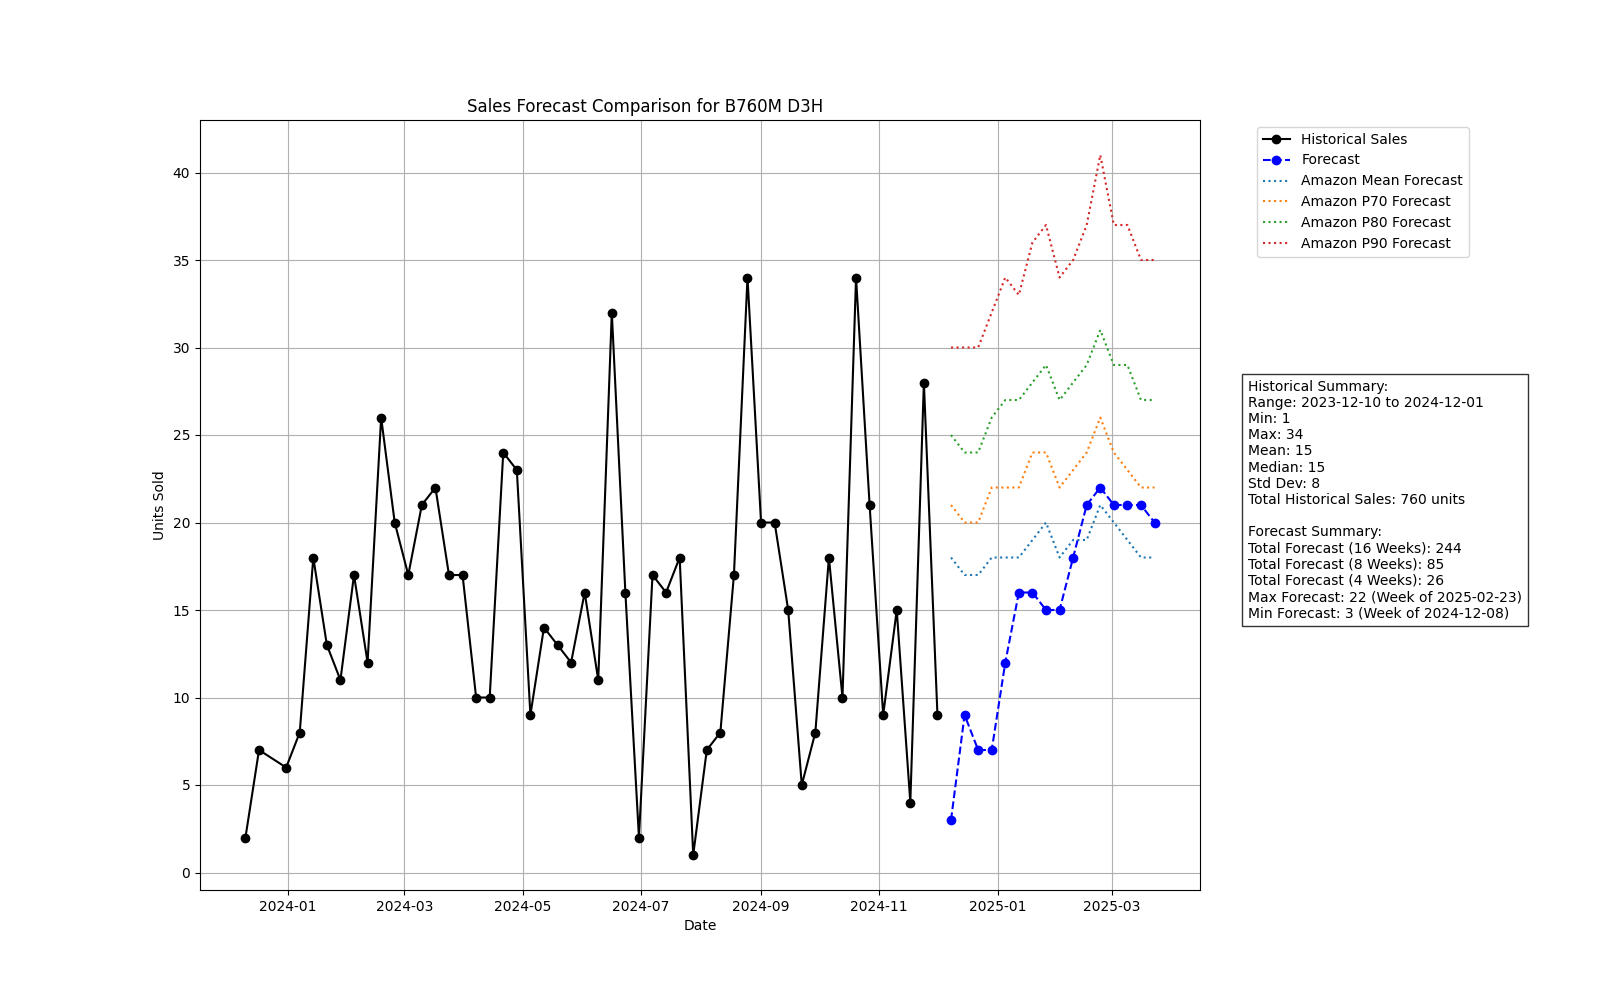 Sales Forecast Comparison for B760M D3H
Historical Sales
Forecast
Amazon Mean Forecast
Amazon P70 Forecast
Amazon P80 Forecast
Amazon P90 Forecast
40
35
30
25
20
15
10
5
0
Units Sold
2024-01
2024-03
2024-05
2024-07
2024-09
2024-11
2025-01
2025-03
Date
Historical Summary:
Range: 2023-12-10 to 2024-12-01
Min: 1
Max: 34
Mean: 15
Median: 15
Std Dev: 8
Total Historical Sales: 760 units
Forecast Summary:
Total Forecast (16 Weeks): 244
Total Forecast (8 Weeks): 85
Total Forecast (4 Weeks): 26
Max Forecast: 22 (Week of 2025-02-23)
Min Forecast: 3 (Week of 2024-12-08)